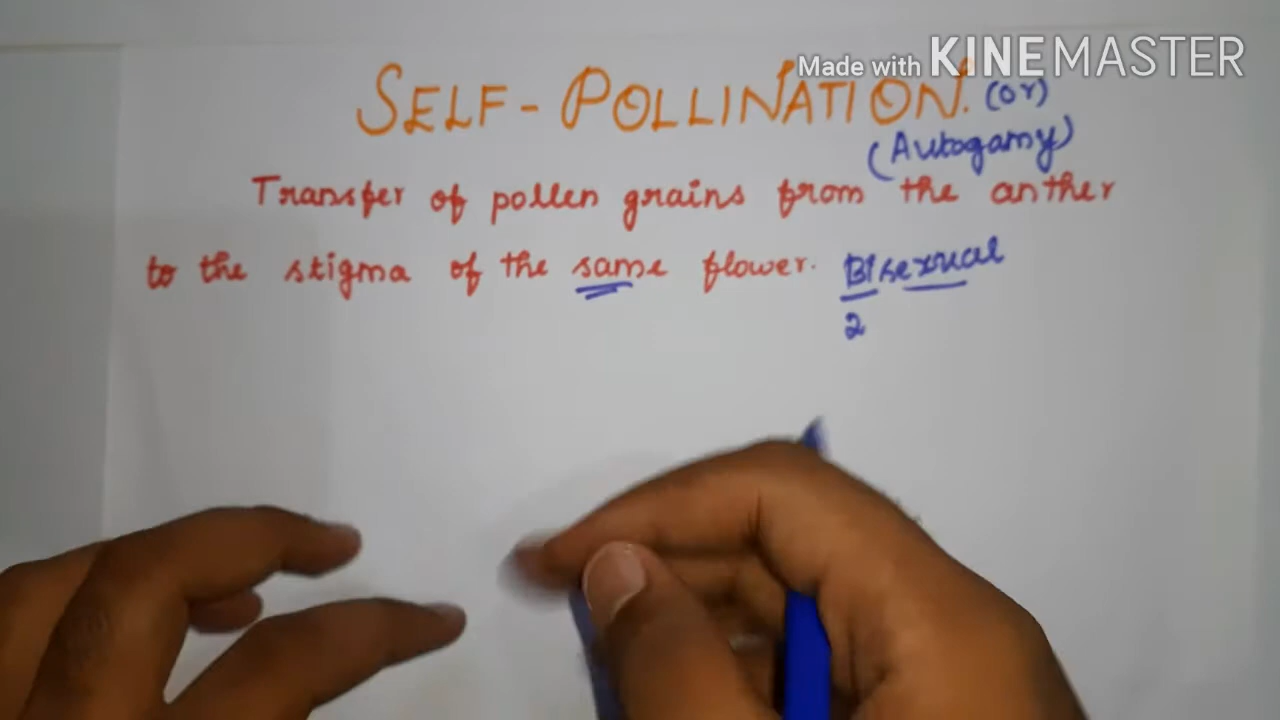 Made with KINEMASTER
SELF-POLLINATION. (or)
(Autogamy)
Transfer of pollen grains from the anther
to the stigma of the same flower. Bisexual
2